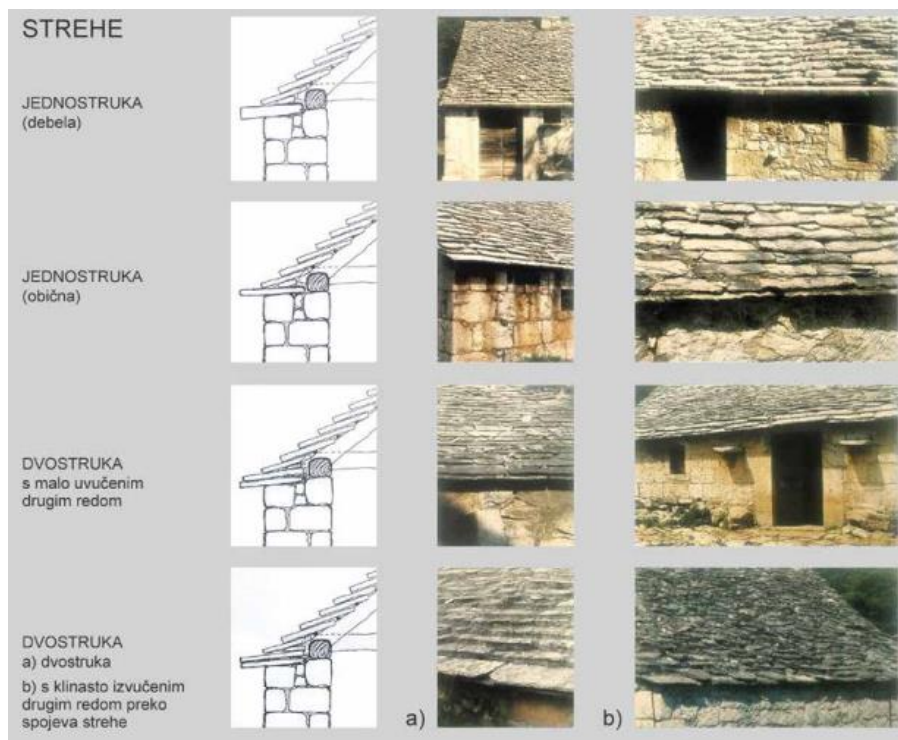 STREHE
JEDNOSTRUKA
(debela)
JEDNOSTRUKA
(obična)
DVOSTRUKA
s malo uvučenim
drugim redom
DVOSTRUKA
a) dvostruka
b) s klinasto izvučenim
drugim redom preko
spojeva strehe
a)
b)